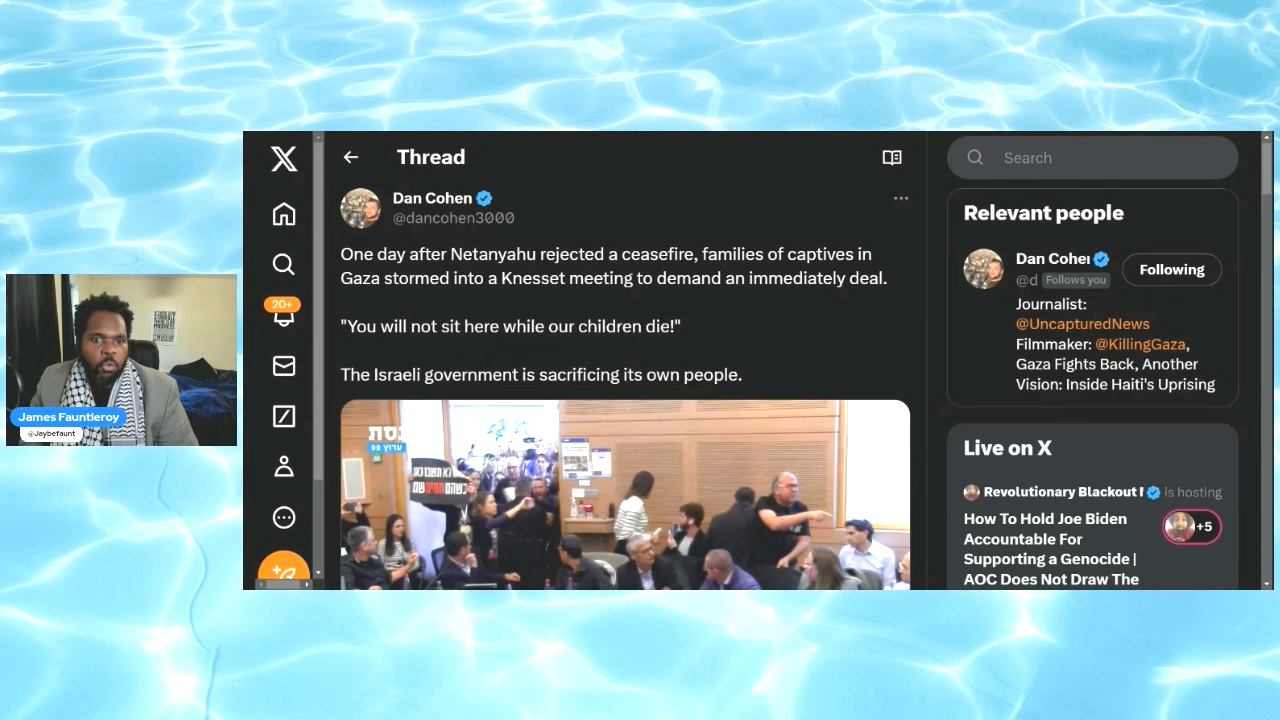 Thread
Dan Cohen
@dancohen3000
One day after Netanyahu rejected a ceasefire, families of captives in
Gaza stormed into a Knesset meeting to demand an immediately deal.
"You will not sit here while our children die!"
The Israeli government is sacrificing its own people.
ערוץ 99
20+
James Fauntleroy
@Jaybefaunt
Search
Relevant people
Dan Cohen
@d Follows you
Following
Journalist:
@UncapturedNews
Filmmaker: @KillingGaza,
Gaza Fights Back, Another
Vision: Inside Haiti's Uprising
Live on X
Revolutionary Blackout is hosting
How To Hold Joe Biden
Accountable For
Supporting a Genocide |
AOC Does Not Draw The
+5